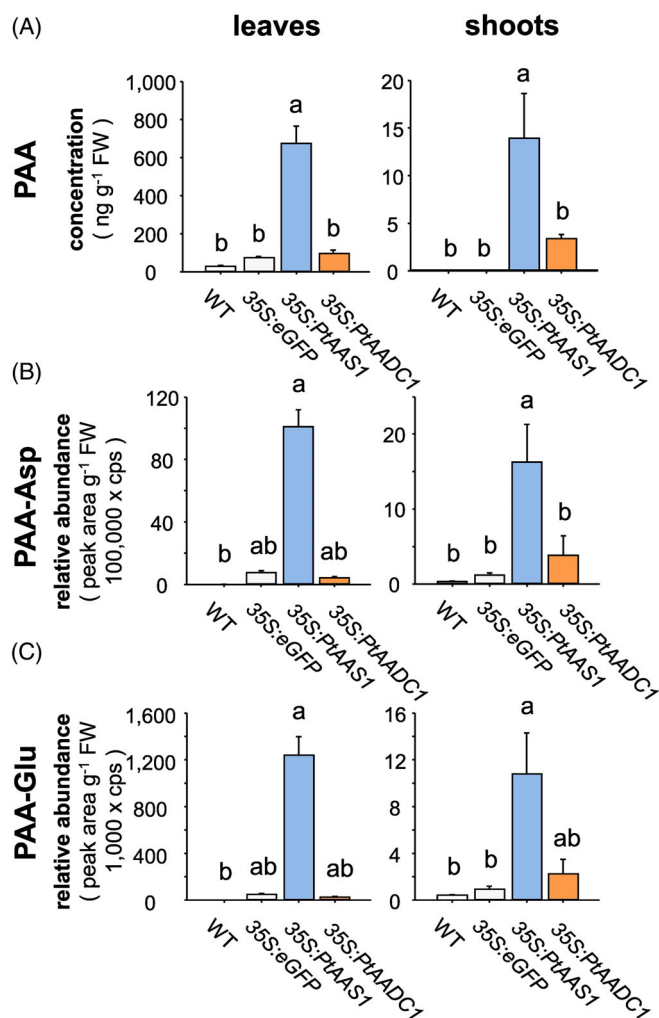 (A)
leaves
shoots
PAA
concentration
( ng g-1 FW )
1,000
800
600
400
200
0
b
b
a
b
WT
35S:eGFP
35S:PtAAS1
35S:PtAADC1
20
15
10
5
0
b
b
a
b
WT
35S:eGFP
35S:PtAAS1
35S:PtAADC1
(B)
PAA-Asp
relative abundance
( peak area g-1 FW
100,000 x cps)
120
80
40
0
b
ab
a
ab
WT
35S:eGFP
35S:PtAAS1
35S:PtAADC1
20
10
0
b
b
a
b
WT
35S:eGFP
35S:PtAAS1
35S:PtAADC1
(C)
PAA-Glu
relative abundance
( peak area g-1 FW
1,000 x cps)
1,600
1,200
800
400
0
b
ab
a
ab
WT
35S:eGFP
35S:PtAAS1
35S:PtAADC1
16
12
8
4
0
b
b
a
ab
WT
35S:eGFP
35S:PtAAS1
35S:PtAADC1